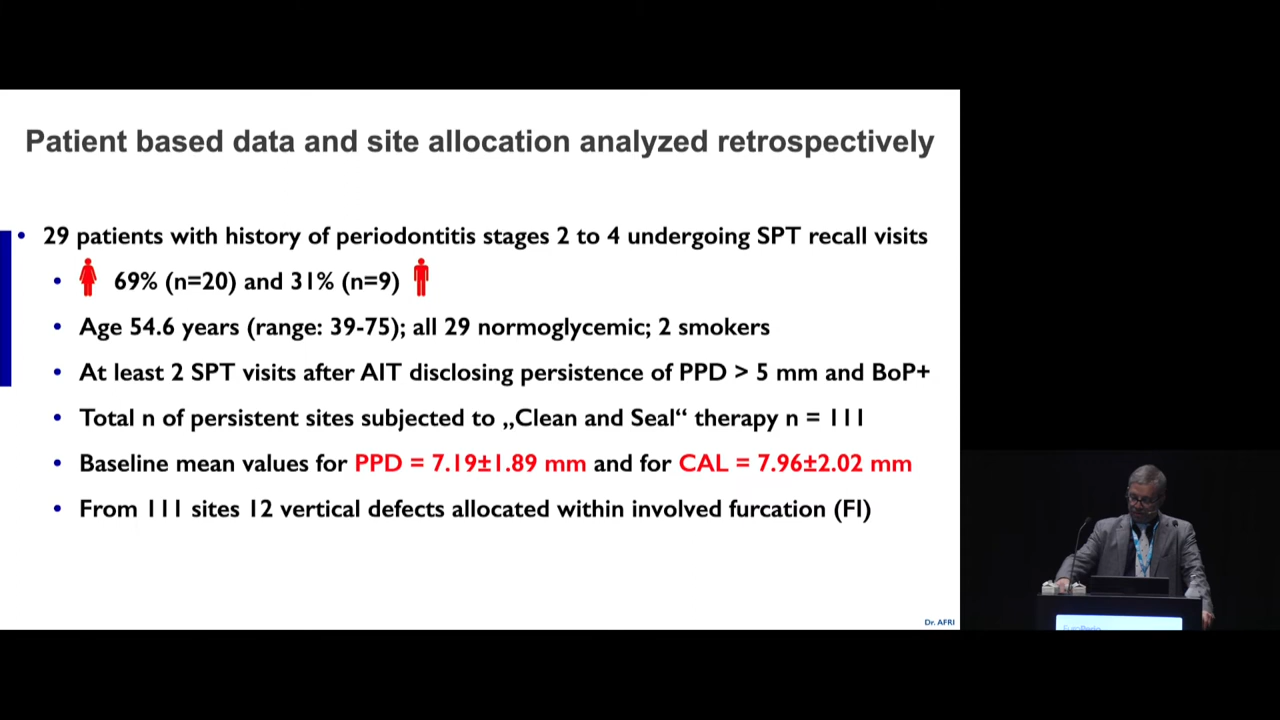 Patient based data and site allocation analyzed retrospectively
• 29 patients with history of periodontitis stages 2 to 4 undergoing SPT recall visits
• 69% (n=20) and 31% (n=9)
• Age 54.6 years (range: 39-75); all 29 normoglycemic; 2 smokers
• At least 2 SPT visits after AIT disclosing persistence of PPD > 5 mm and BoP+
• Total n of persistent sites subjected to „Clean and Seal“ therapy n = 111
• Baseline mean values for PPD = 7.19±1.89 mm and for CAL = 7.96±2.02 mm
• From 111 sites 12 vertical defects allocated within involved furcation (FI)
Dr. AFRI
EuroPerio